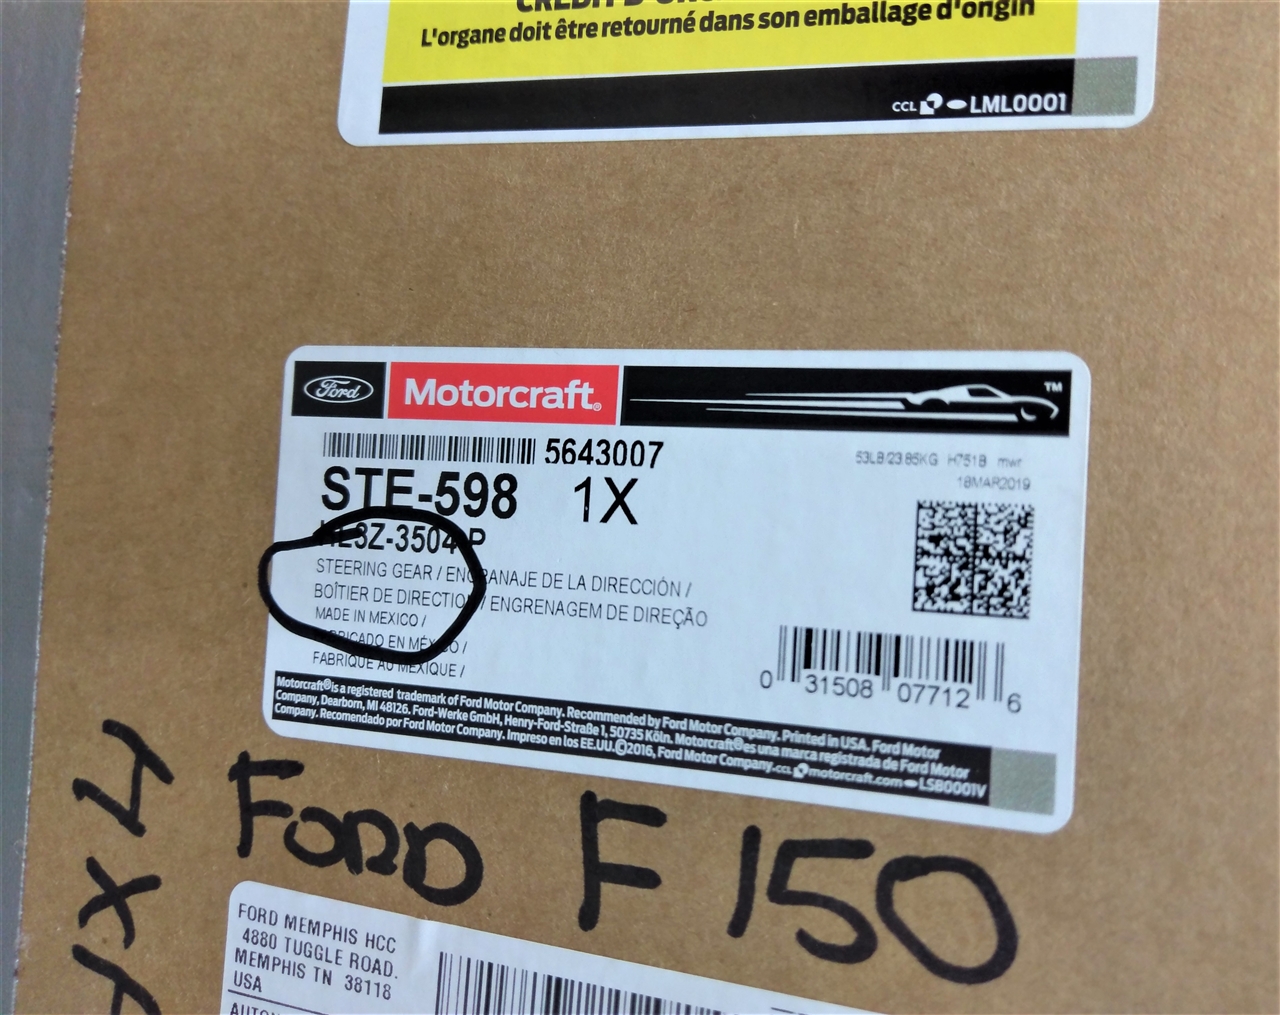 L'organe doit être retourné dans son emballage d'origin
CCL LML0001
Ford Motorcraft® ™
5643007
53LB/23.85KG H751B mwr
18MAR2019
STE-598 1X
HL3Z-3504-P
STEERING GEAR / ENGRANAJE DE LA DIRECCIÓN /
BOÎTIER DE DIRECTION / ENGRENAGEM DE DIREÇÃO
MADE IN MEXICO /
FABRICADO EN MÉXICO /
FABRIQUE AU MEXIQUE /
0 31508 07712 6
Motorcraft® is a registered trademark of Ford Motor Company. Recommended by Ford Motor Company. Printed in USA. Ford Motor
Company, Dearborn, MI 48126. Ford-Werke GmbH, Henry-Ford-Straße 1, 50735 Köln. Motorcraft® es una marca registrada de Ford Motor
Company. Recomendado por Ford Motor Company. Impreso en los EE.UU. ©2016, Ford Motor Company. CCL motorcraft.com LSB0001V
FORD F150
4X4
FORD MEMPHIS HCC
4880 TUGGLE ROAD.
MEMPHIS TN 38118
USA